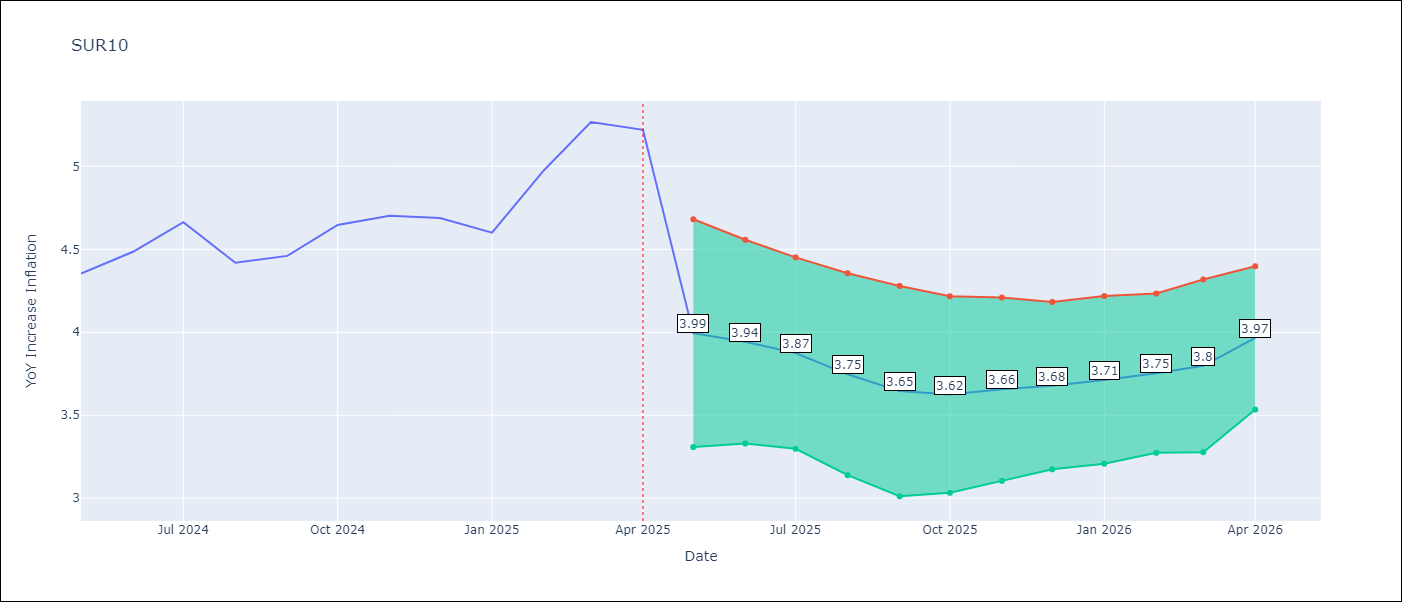 SUR10
YoY Increase Inflation
5
4.5
4
3.5
3
3.99
3.94
3.87
3.75
3.65
3.62
3.66
3.68
3.71
3.75
3.8
3.97
Jul 2024
Oct 2024
Jan 2025
Apr 2025
Jul 2025
Oct 2025
Jan 2026
Apr 2026
Date